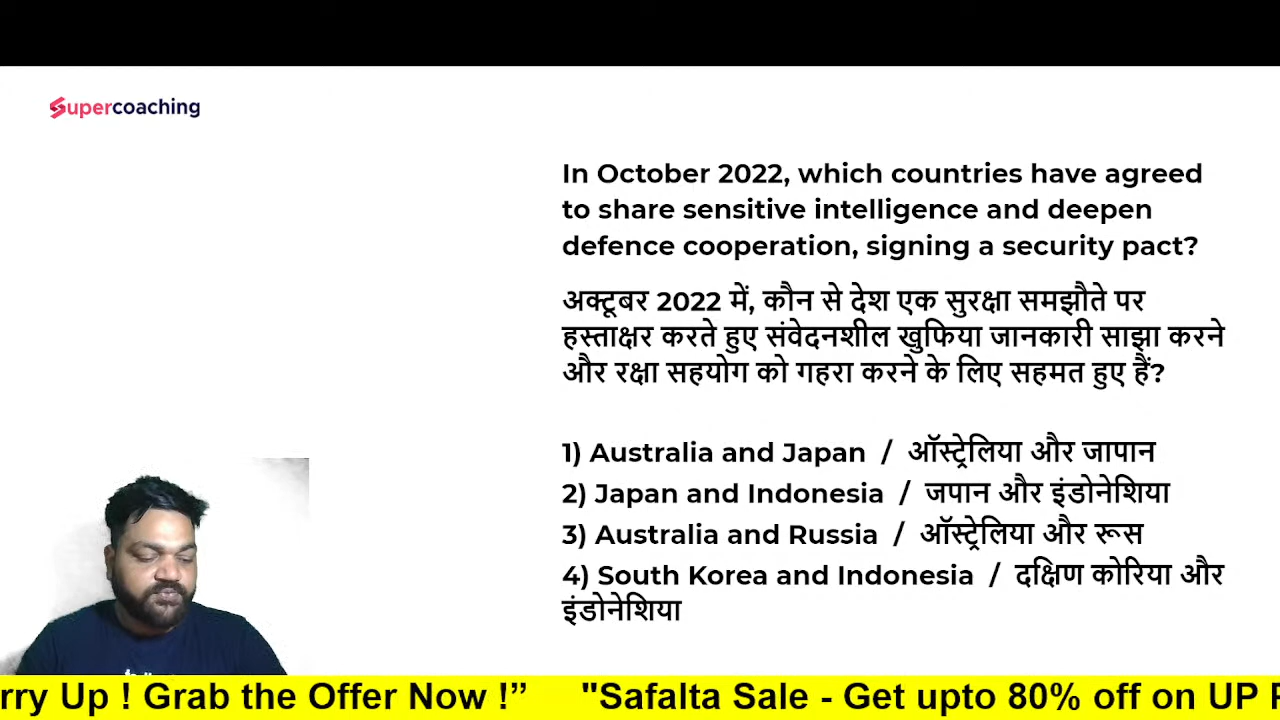 Supercoaching
In October 2022, which countries have agreed
to share sensitive intelligence and deepen
defence cooperation, signing a security pact?
अक्टूबर 2022 में, कौन से देश एक सुरक्षा समझौते पर
हस्ताक्षर करते हुए संवेदनशील खुफिया जानकारी साझा करने
और रक्षा सहयोग को गहरा करने के लिए सहमत हुए हैं?
1) Australia and Japan / ऑस्ट्रेलिया और जापान
2) Japan and Indonesia / जपान और इंडोनेशिया
3) Australia and Russia / ऑस्ट्रेलिया और रूस
4) South Korea and Indonesia / दक्षिण कोरिया और
इंडोनेशिया
rry Up ! Grab the Offer Now !” "Safalta Sale - Get upto 80% off on UP